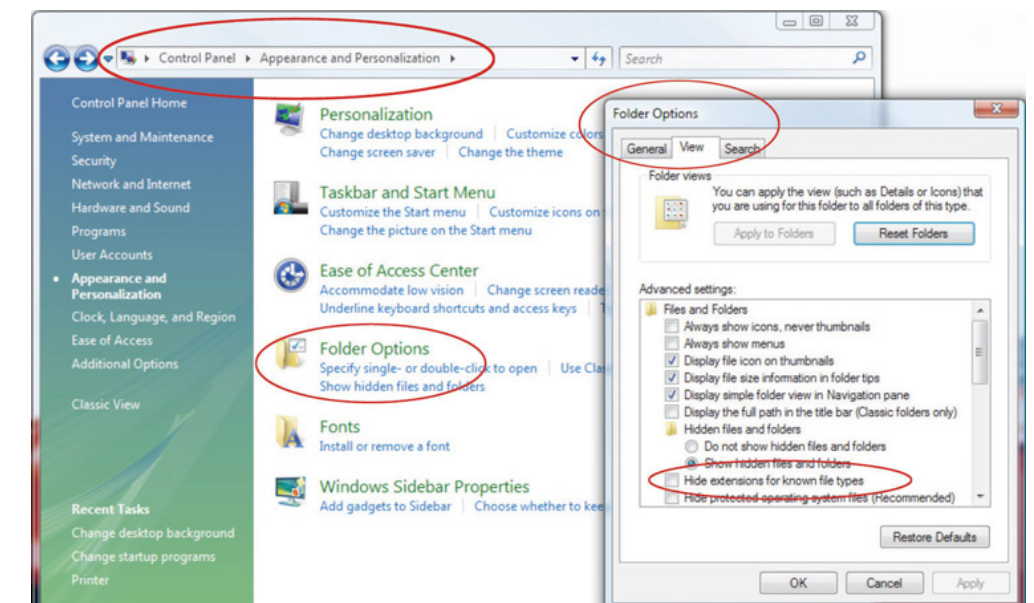 Control Panel
Appearance and Personalization
Search
Control Panel Home
System and Maintenance
Security
Network and Internet
Hardware and Sound
Programs
User Accounts
Appearance and
Personalization
Clock, Language, and Region
Ease of Access
Additional Options
Classic View
Recent Tasks
Change desktop background
Change startup programs
Printer
Personalization
Change desktop background Customize colors
Change screen saver Change the theme
Taskbar and Start Menu
Customize the Start menu Customize icons on
Change the picture on the Start menu
Ease of Access Center
Accommodate low vision Change screen reade
Underline keyboard shortcuts and access keys
Folder Options
Specify single- or double-click to open Use Clas
Show hidden files and folders
Fonts
Install or remove a font
Windows Sidebar Properties
Add gadgets to Sidebar Choose whether to kee
Folder Options
General View Search
Folder views
You can apply the view (such as Details or Icons) that
you are using for this folder to all folders of this type.
Apply to Folders Reset Folders
Advanced settings:
Files and Folders
Always show icons, never thumbnails
Always show menus
Display file icon on thumbnails
Display file size information in folder tips
Display simple folder view in Navigation pane
Display the full path in the title bar (Classic folders only)
Hidden files and folders
Do not show hidden files and folders
Show hidden files and folders
Hide extensions for known file types
Hide protected operating system files (Recommended)
Restore Defaults
OK Cancel Apply